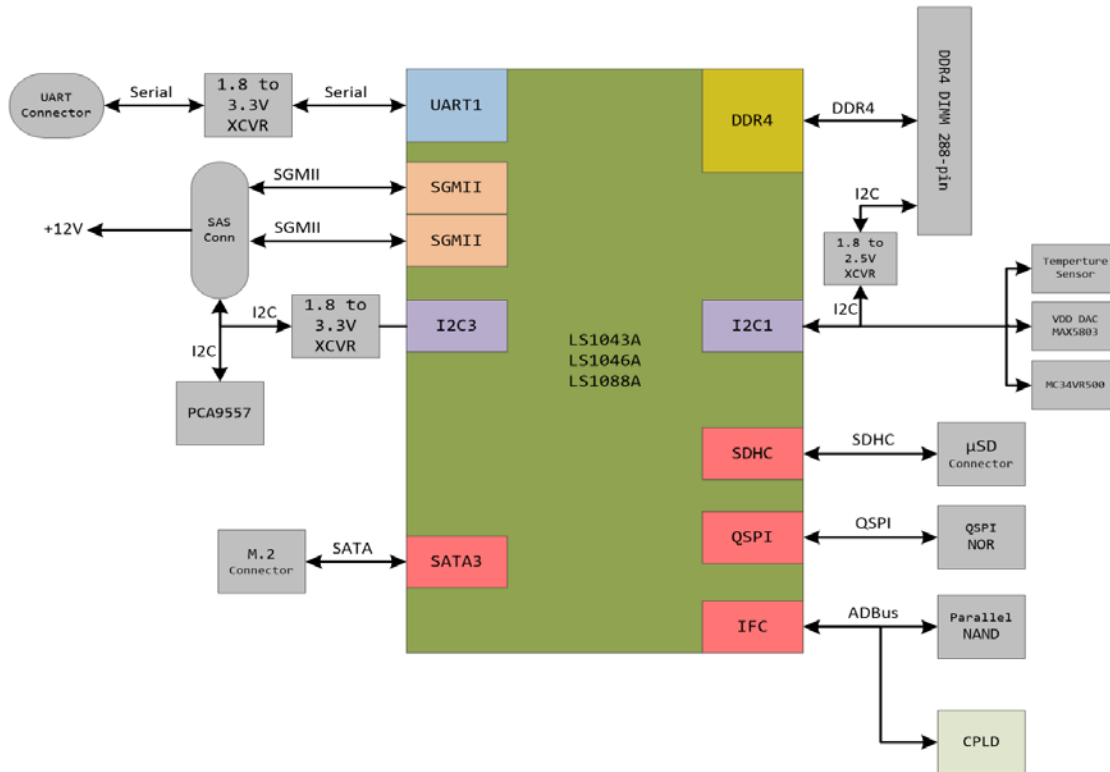 UART
Connector
Serial
1.8 to
3.3V
XCVR
Serial
UART1
DDR4
DDR4
DDR4 DIMM 288-pin
SGMII
SGMII
SGMII
SGMII
SAS
Conn
+12V
I2C
1.8 to
2.5V
XCVR
I2C
Temperture
Sensor
VDD DAC
MAX5803
MC34VR500
I2C
I2C
1.8 to
3.3V
XCVR
I2C3
I2C1
PCA9557
LS1043A
LS1046A
LS1088A
SDHC
SDHC
µSD
Connector
QSPI
QSPI
QSPI
NOR
M.2
Connector
SATA
SATA3
IFC
ADBus
Parallel
NAND
CPLD